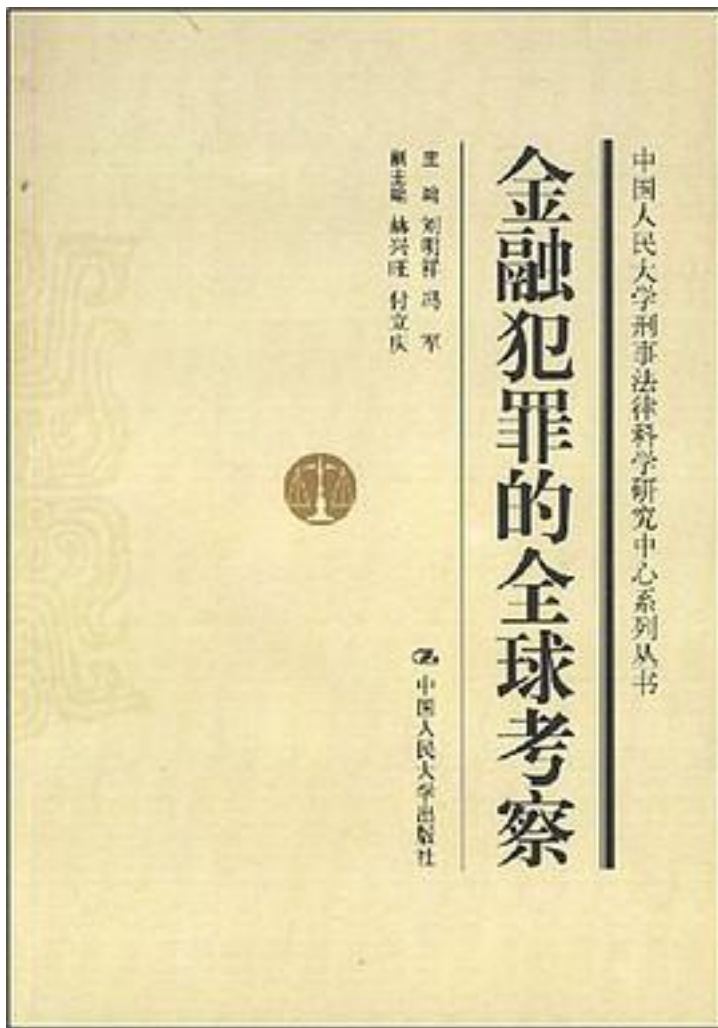 中国人民大学刑事法律科学研究中心系列丛书
金融犯罪的全球考察
主 编 刘明祥 冯 军
副主编 赫兴旺 付立庆
中国人民大学出版社